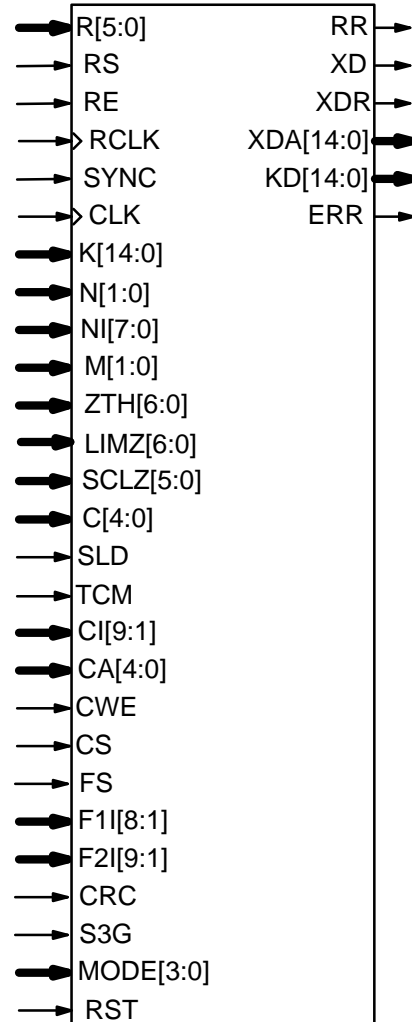 R[5:0] RR
RS XD
RE XDR
RCLK XDA[14:0]
SYNC KD[14:0]
CLK ERR
K[14:0]
N[1:0]
NI[7:0]
M[1:0]
ZTH[6:0]
LIMZ[6:0]
SCLZ[5:0]
C[4:0]
SLD
TCM
CI[9:1]
CA[4:0]
CWE
CS
FS
F1I[8:1]
F2I[9:1]
CRC
S3G
MODE[3:0]
RST